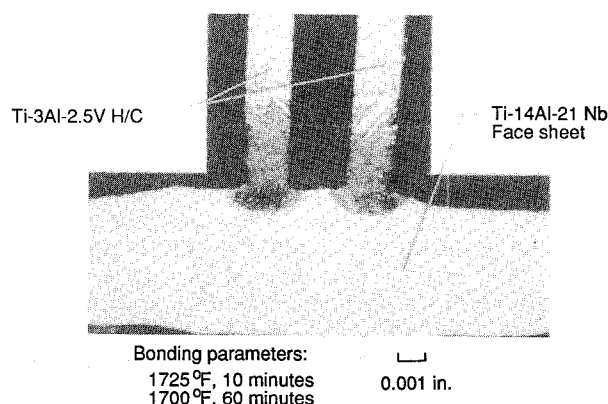 Ti-3Al-2.5V H/C
Ti-14Al-21 Nb
Face sheet
Bonding parameters:
1725°F, 10 minutes
1700°F, 60 minutes
0.001 in.